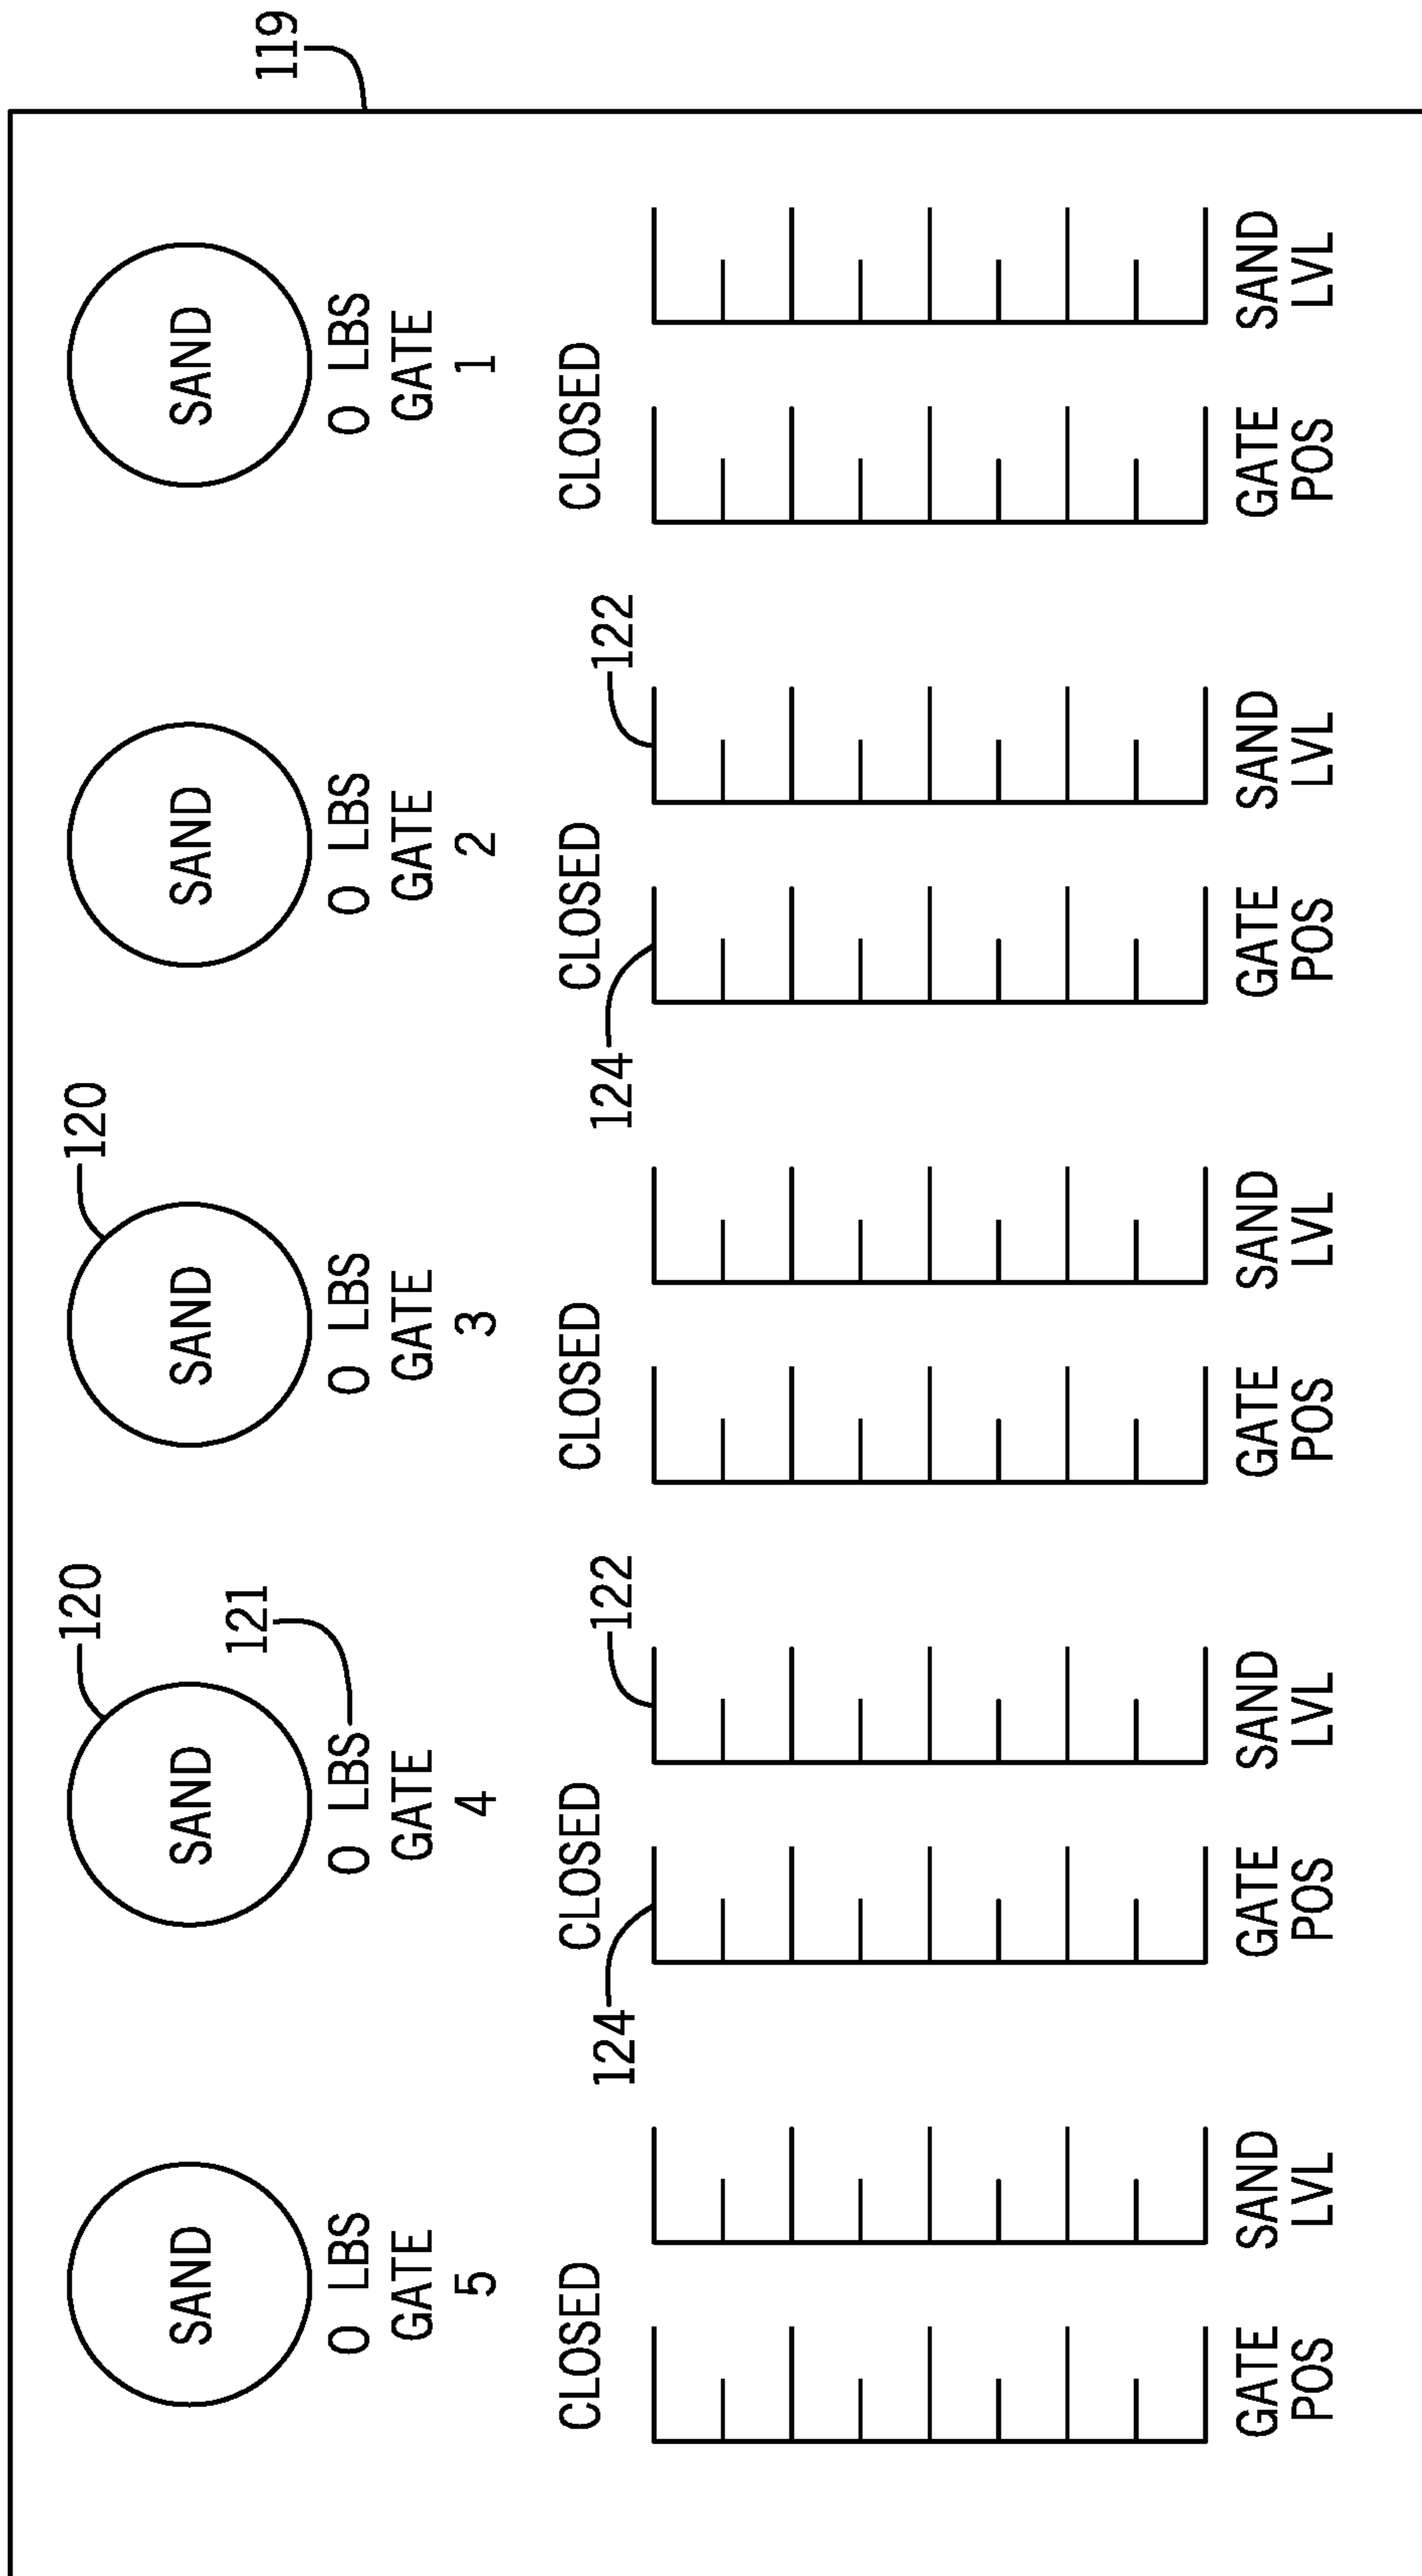 120 120
SAND SAND SAND SAND SAND
121 119
0 LBS 0 LBS 0 LBS 0 LBS 0 LBS
GATE GATE GATE GATE GATE
5 4 3 2 1
CLOSED CLOSED CLOSED CLOSED CLOSED
124 122 124 122
GATE SAND GATE SAND GATE SAND GATE SAND GATE SAND
POS LVL POS LVL POS LVL POS LVL POS LVL